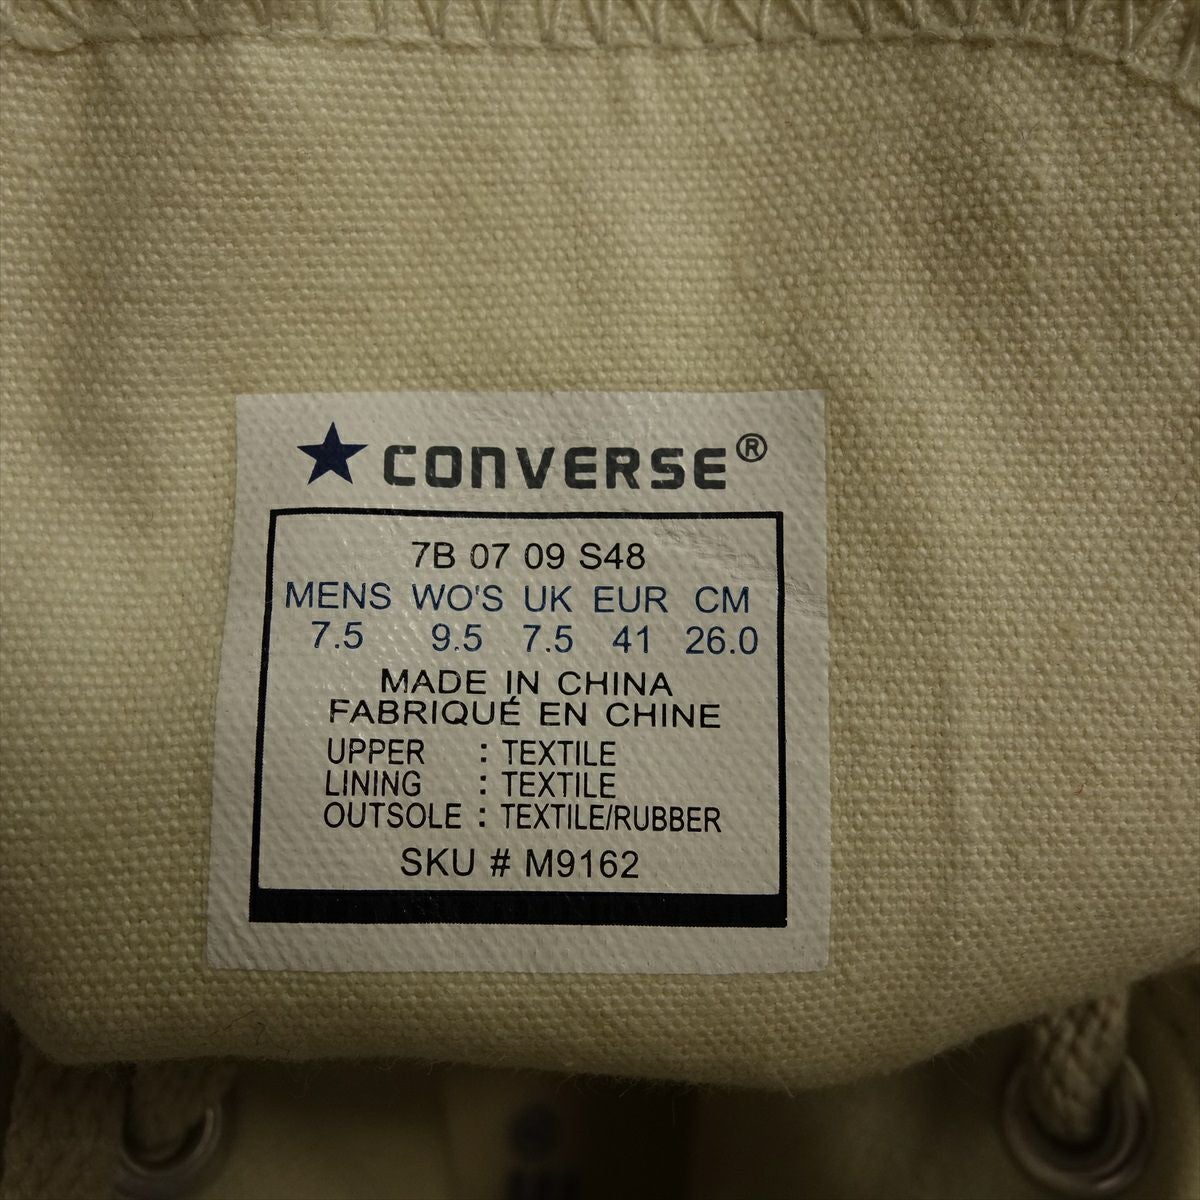 CONVERSE®
7B 07 09 S48
MENS WO'S UK EUR CM
7.5 9.5 7.5 41 26.0
MADE IN CHINA
FABRIQUÉ EN CHINE
UPPER : TEXTILE
LINING : TEXTILE
OUTSOLE : TEXTILE/RUBBER
SKU # M9162